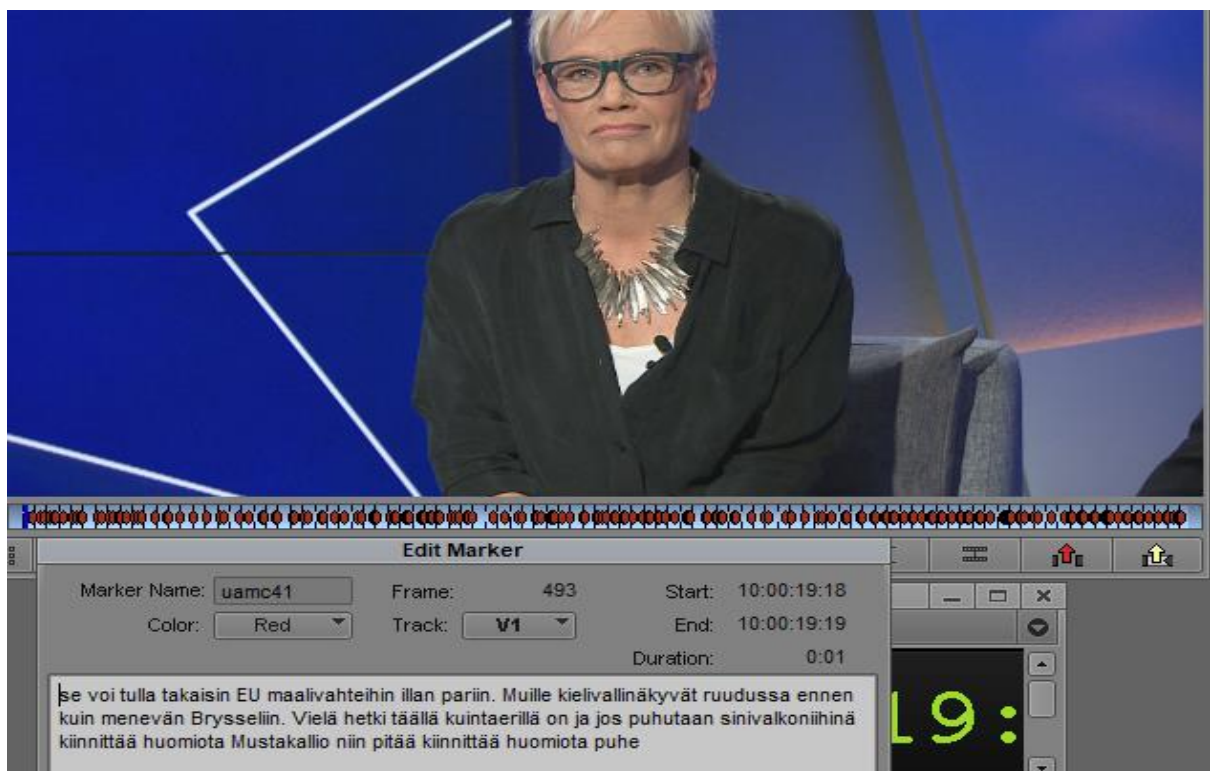 Edit Marker
Marker Name: uamc41 Frame: 493 Start: 10:00:19:18
Color: Red Track: V1 End: 10:00:19:19
Duration: 0:01
se voi tulla takaisin EU maalivahteihin illan pariin. Muille kielivallinäkyvät ruudussa ennen
kuin menevän Brysseliin. Vielä hetki täällä kuintaerillä on ja jos puhutaan sinivalkoniihinä
kiinnittää huomiota Mustakallio niin pitää kiinnittää huomiota puhe
19: